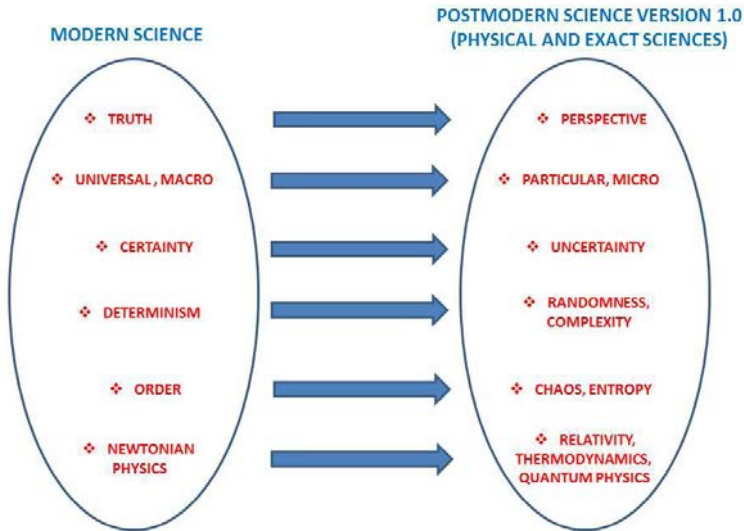 MODERN SCIENCE
POSTMODERN SCIENCE VERSION 1.0
(PHYSICAL AND EXACT SCIENCES)
❖ TRUTH
❖ PERSPECTIVE
❖ UNIVERSAL , MACRO
❖ PARTICULAR, MICRO
❖ CERTAINTY
❖ UNCERTAINTY
❖ DETERMINISM
❖ RANDOMNESS,
COMPLEXITY
❖ ORDER
❖ CHAOS, ENTROPY
❖ NEWTONIAN
PHYSICS
❖ RELATIVITY,
THERMODYNAMICS,
QUANTUM PHYSICS